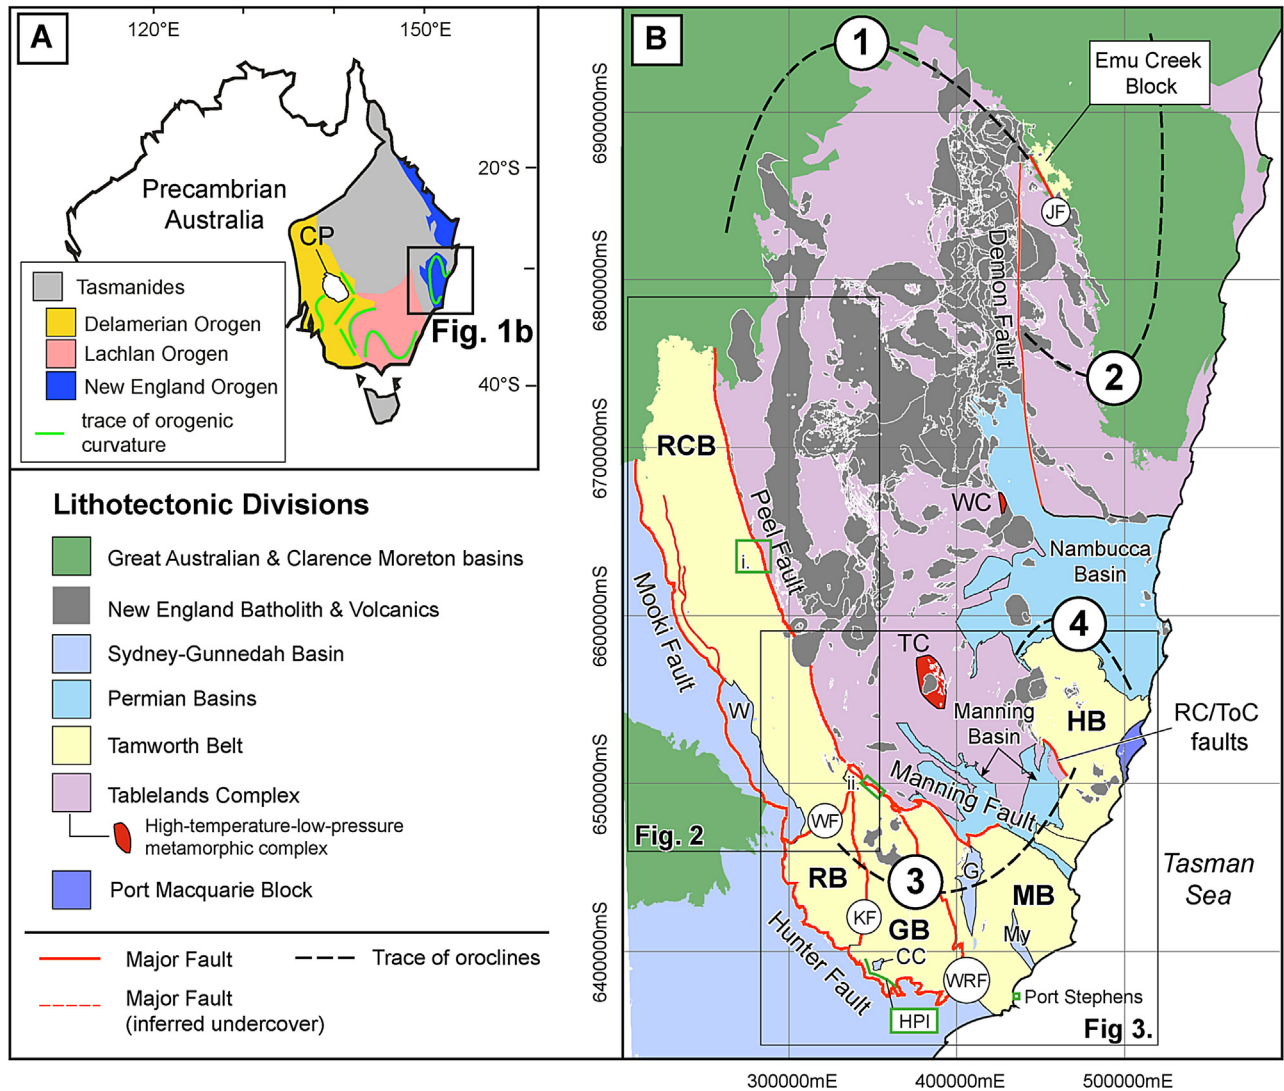 A
120°E
150°E
20°S
40°S
Precambrian
Australia
CP
Fig. 1b
Tasmanides
Delamerian Orogen
Lachlan Orogen
New England Orogen
trace of orogenic
curvature
Lithotectonic Divisions
Great Australian & Clarence Moreton basins
New England Batholith & Volcanics
Sydney-Gunnedah Basin
Permian Basins
Tamworth Belt
Tablelands Complex
High-temperature-low-pressure
metamorphic complex
Port Macquarie Block
Major Fault
Trace of oroclines
Major Fault
(inferred undercover)
B
6900000mS
6800000mS
6700000mS
6600000mS
6500000mS
6400000mS
300000mE
400000mE
500000mE
1
Emu Creek
Block
JF
Demon Fault
2
RCB
Peel Fault
i.
Mooki Fault
WC
Nambucca
Basin
4
TC
W
Manning
Basin
HB
RC/ToC
faults
ii.
Manning Fault
WF
Fig. 2
RB
3
G
MB
Tasman
Sea
KF
GB
My
CC
Hunter Fault
WRF
HPI
Port Stephens
Fig 3.